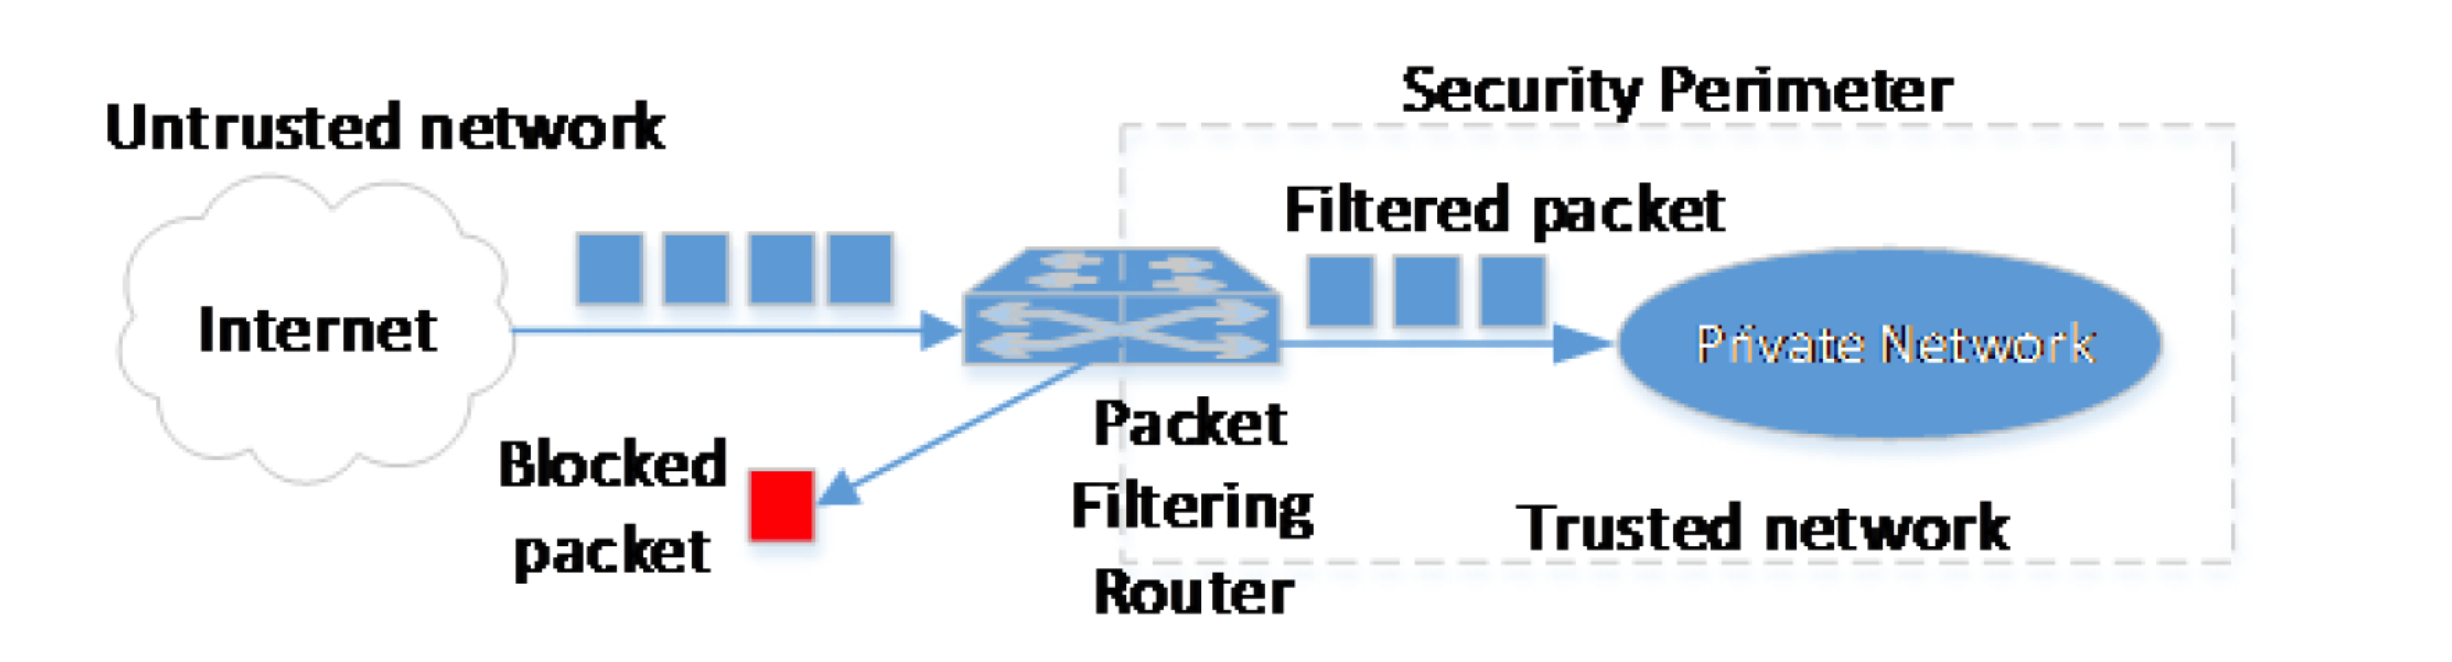 Security Perimeter
Untrusted network
Filtered packet
Internet
Private Network
Packet
Filtering
Router
Blocked
packet
Trusted network